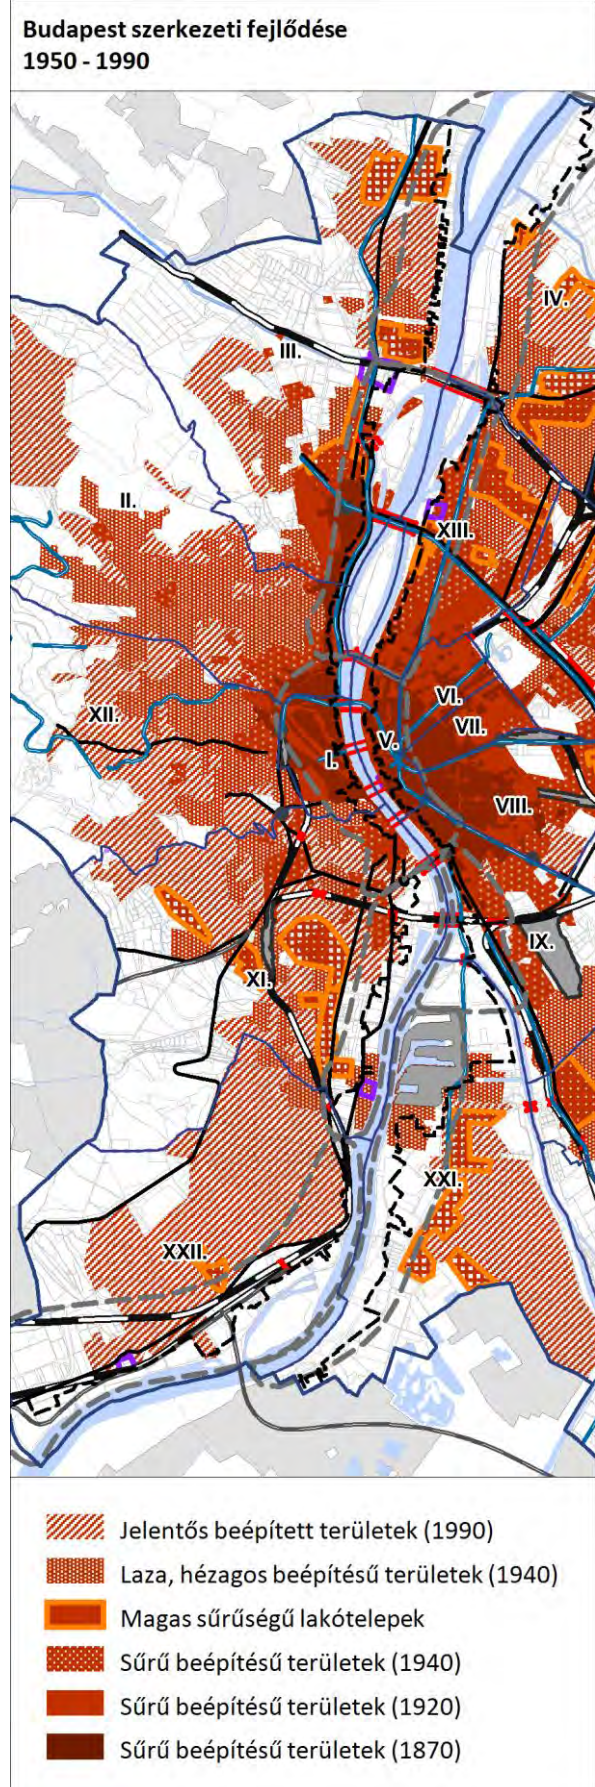 Budapest szerkezeti fejlődése
1950 - 1990
IV.
III.
II.
XIII.
VI.
XII.
VII.
V.
I.
VIII.
IX.
XI.
XXI.
XXII.
Jelentős beépített területek (1990)
Laza, hézagos beépítésű területek (1940)
Magas sűrűségű lakótelepek
Sűrű beépítésű területek (1940)
Sűrű beépítésű területek (1920)
Sűrű beépítésű területek (1870)